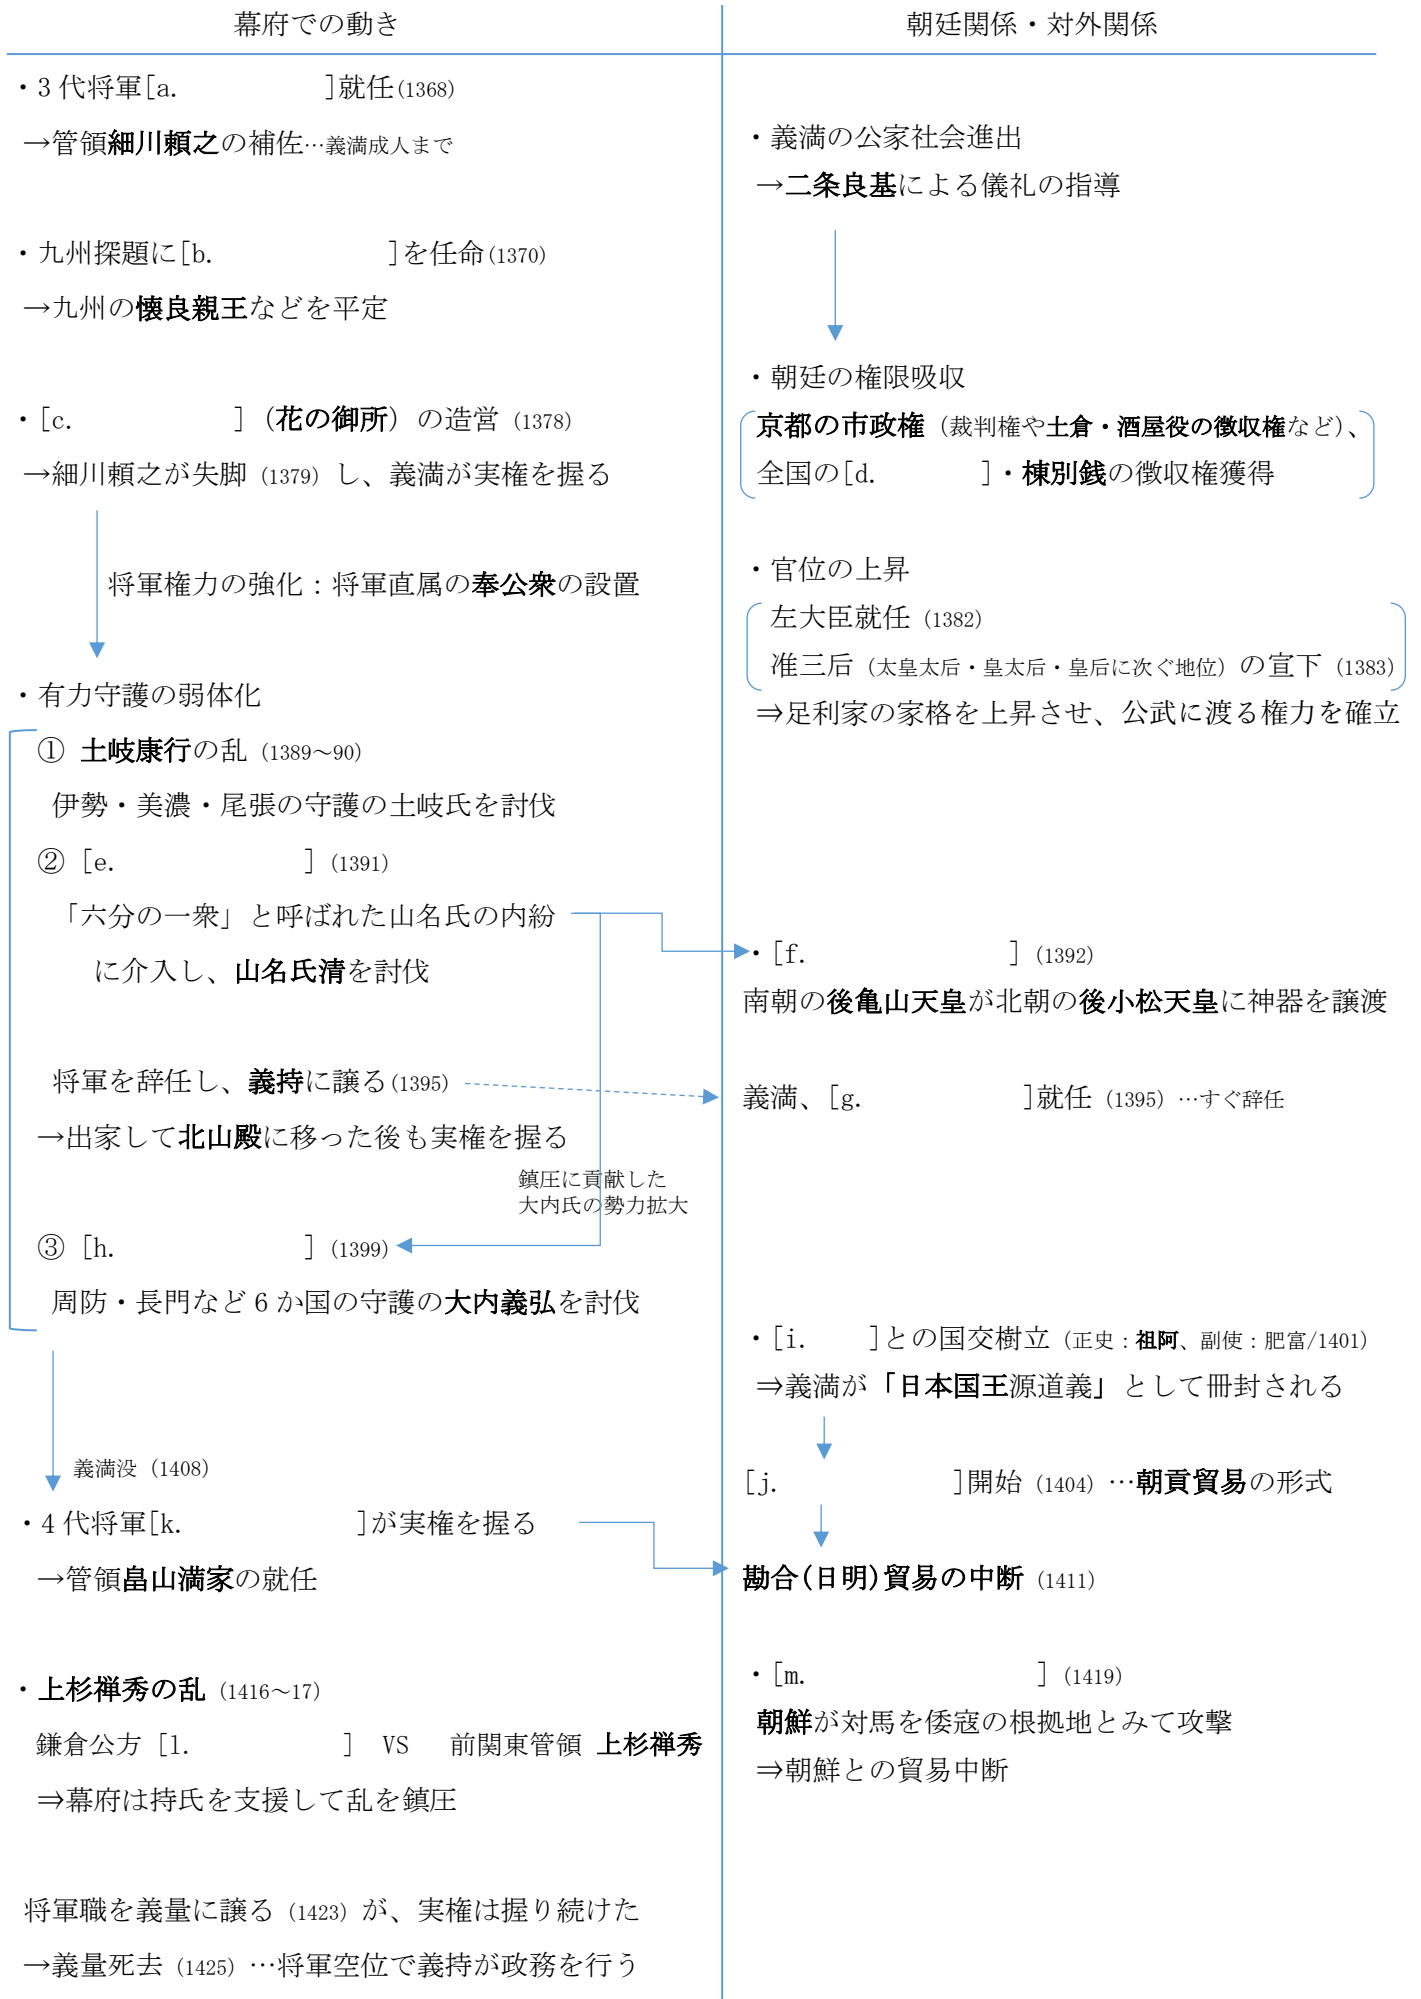 幕府での動き
・3代将軍[a.　　　　　]就任(1368)
→管領細川頼之の補佐…義満成人まで
・九州探題に[b.　　　　　　]を任命(1370)
→九州の懐良親王などを平定
・[c.　　　　　　]（花の御所）の造営（1378）
→細川頼之が失脚（1379）し、義満が実権を握る
将軍権力の強化：将軍直属の奉公衆の設置
・有力守護の弱体化
① 土岐康行の乱（1389～90）
伊勢・美濃・尾張の守護の土岐氏を討伐
② [e.　　　　　　　]（1391）
「六分の一衆」と呼ばれた山名氏の内紛
に介入し、山名氏清を討伐
将軍を辞任し、義持に譲る(1395)
→出家して北山殿に移った後も実権を握る
鎮圧に貢献した
大内氏の勢力拡大
③ [h.　　　　　　　]（1399）
周防・長門など6か国の守護の大内義弘を討伐
義満没（1408）
・4代将軍[k.　　　　　　]が実権を握る
→管領畠山満家の就任
・上杉禅秀の乱（1416～17）
鎌倉公方 [l.　　　　　　] VS　前関東管領 上杉禅秀
⇒幕府は持氏を支援して乱を鎮圧
将軍職を義量に譲る（1423）が、実権は握り続けた
→義量死去（1425）…将軍空位で義持が政務を行う
朝廷関係・対外関係
・義満の公家社会進出
→二条良基による儀礼の指導
・朝廷の権限吸収
京都の市政権（裁判権や土倉・酒屋役の徴収権など）、
全国の[d.　　　　]・棟別銭の徴収権獲得
・官位の上昇
左大臣就任（1382）
准三后（太皇太后・皇太后・皇后に次ぐ地位）の宣下（1383）
⇒足利家の家格を上昇させ、公武に渡る権力を確立
・[f.　　　　　　　]（1392）
南朝の後亀山天皇が北朝の後小松天皇に神器を譲渡
義満、[g.　　　　　　]就任（1395）…すぐ辞任
・[i.　　]との国交樹立（正史：祖阿、副使：肥富/1401）
⇒義満が「日本国王源道義」として冊封される
[j.　　　　　　]開始（1404）…朝貢貿易の形式
勘合(日明)貿易の中断（1411）
・[m.　　　　　　　　]（1419）
朝鮮が対馬を倭寇の根拠地とみて攻撃
⇒朝鮮との貿易中断